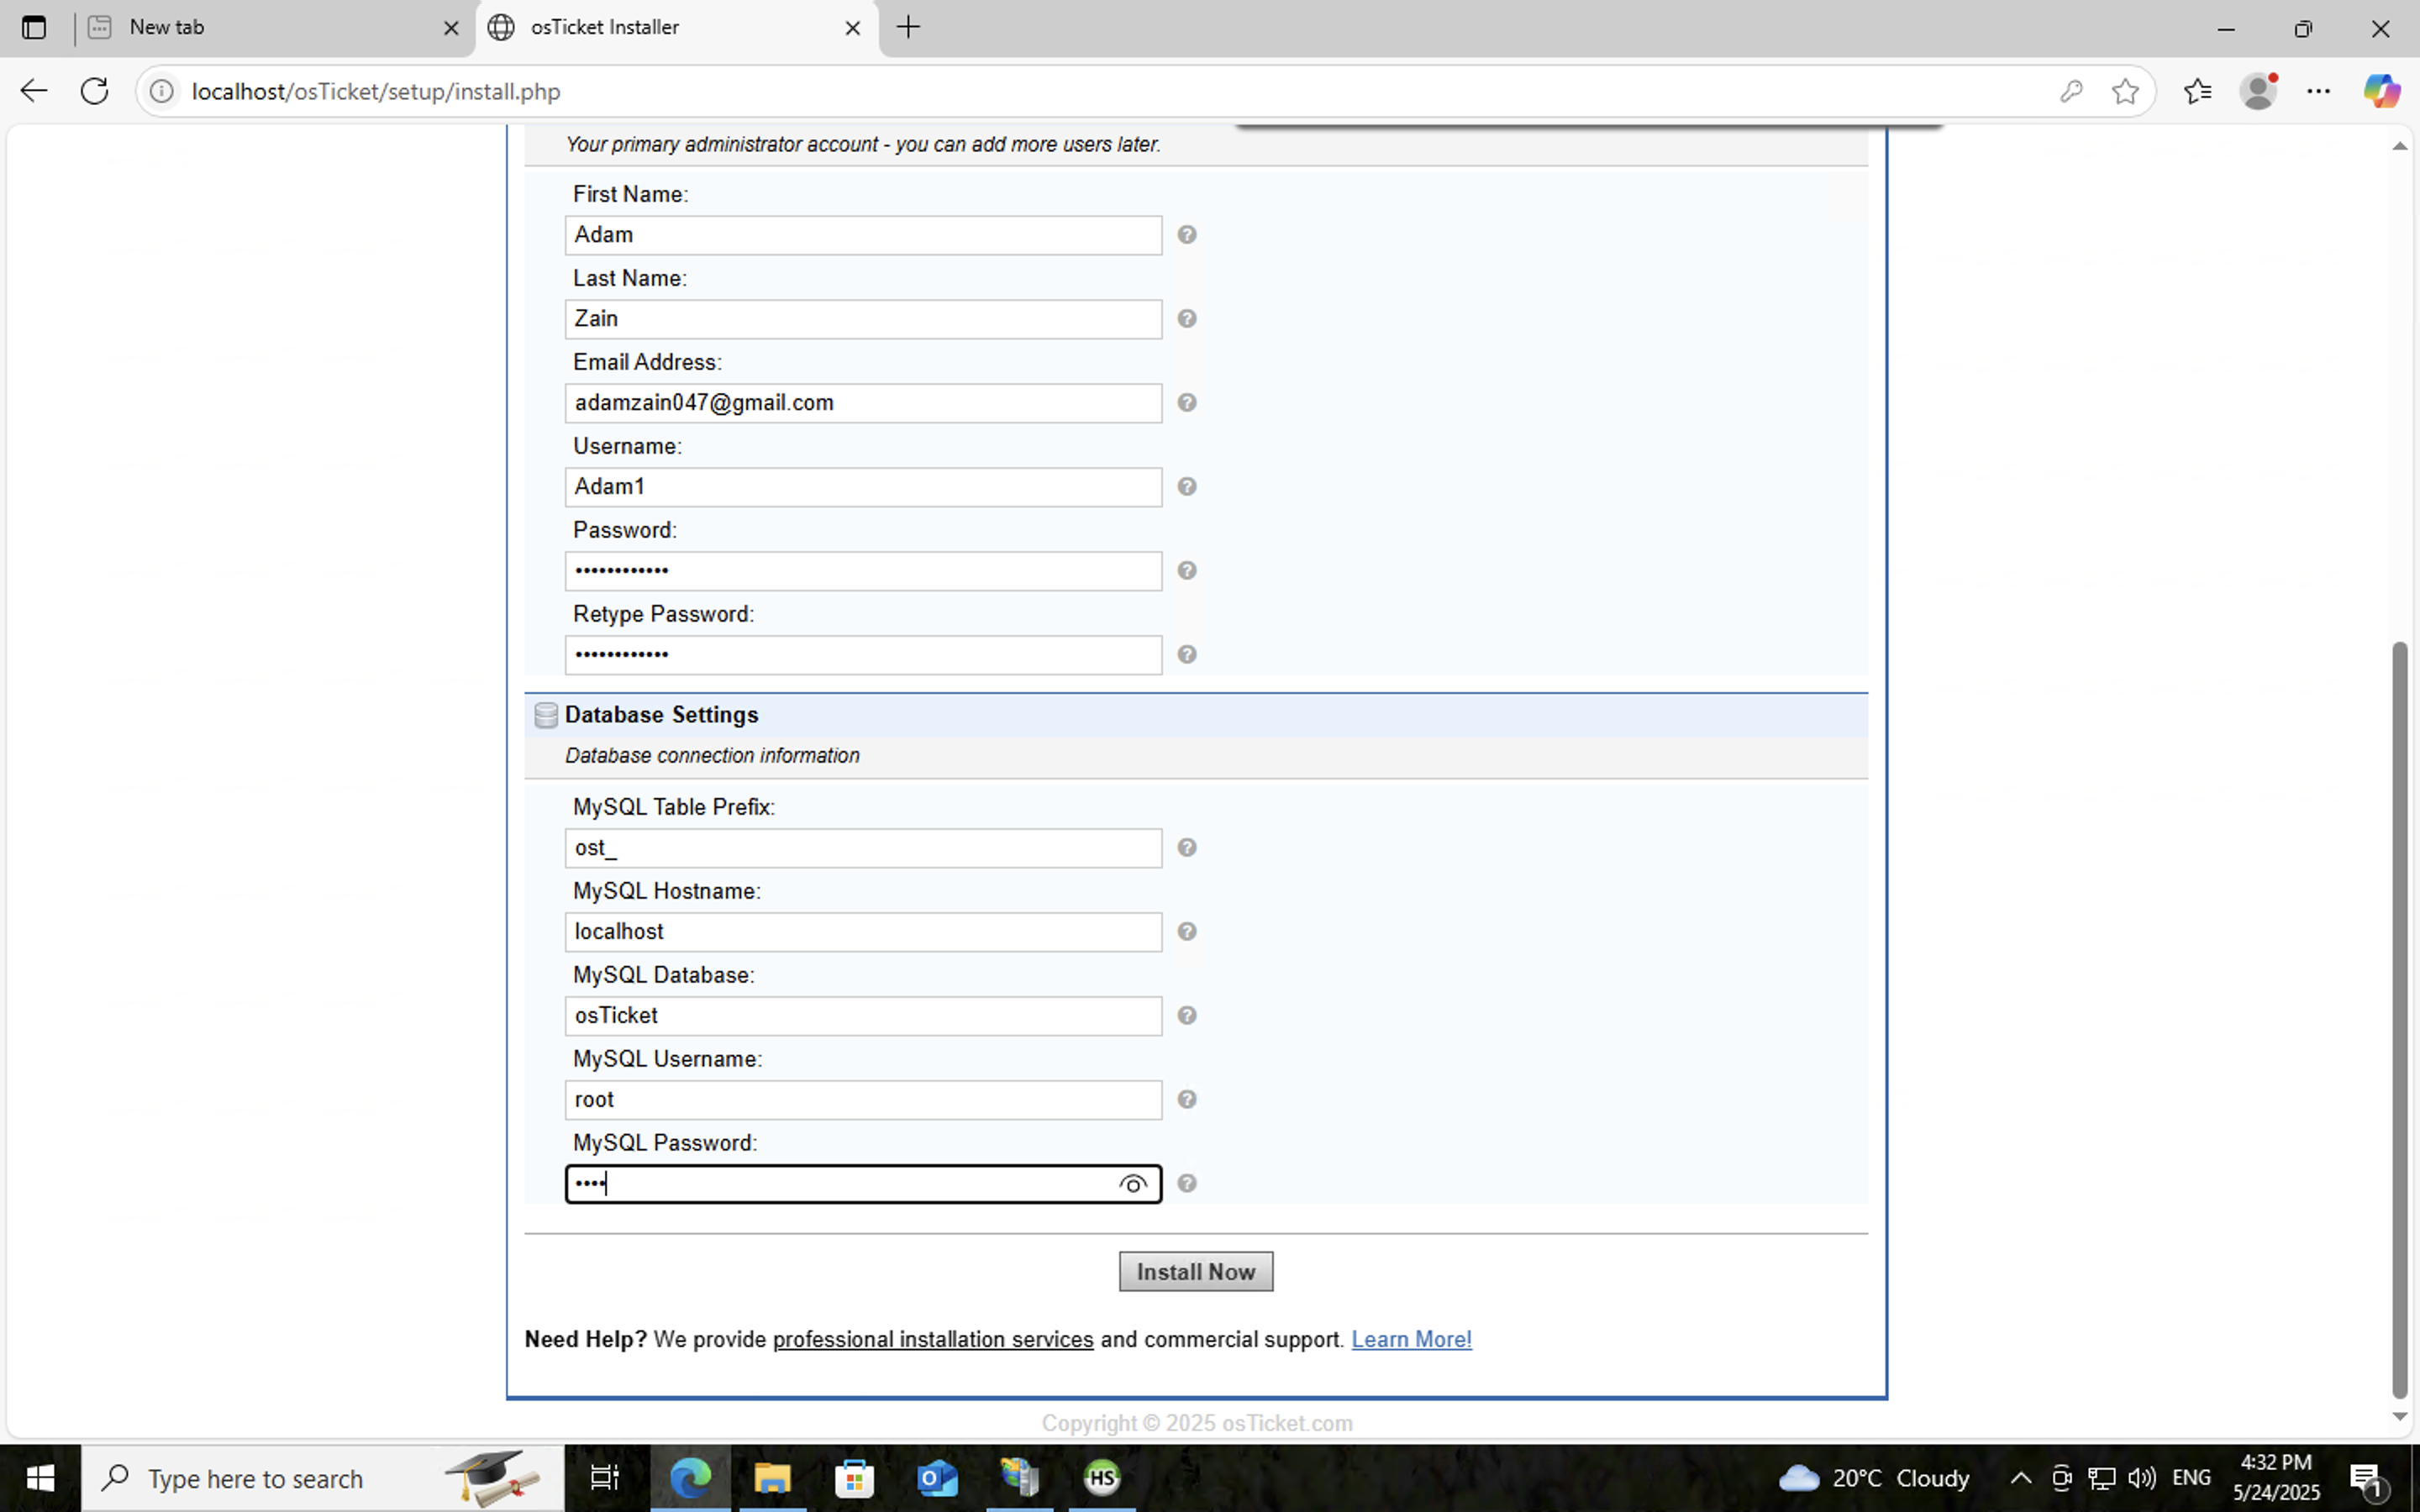 New tab
osTicket Installer
localhost/osTicket/setup/install.php
Your primary administrator account - you can add more users later.
First Name:
Adam
Last Name:
Zain
Email Address:
adamzain047@gmail.com
Username:
Adam1
Password:
••••••••••••
Retype Password:
••••••••••••
Database Settings
Database connection information
MySQL Table Prefix:
ost_
MySQL Hostname:
localhost
MySQL Database:
osTicket
MySQL Username:
root
MySQL Password:
••••
Install Now
Need Help? We provide professional installation services and commercial support. Learn More!
Copyright © 2025 osTicket.com
Type here to search
HS
20°C Cloudy
ENG
4:32 PM
5/24/2025
1